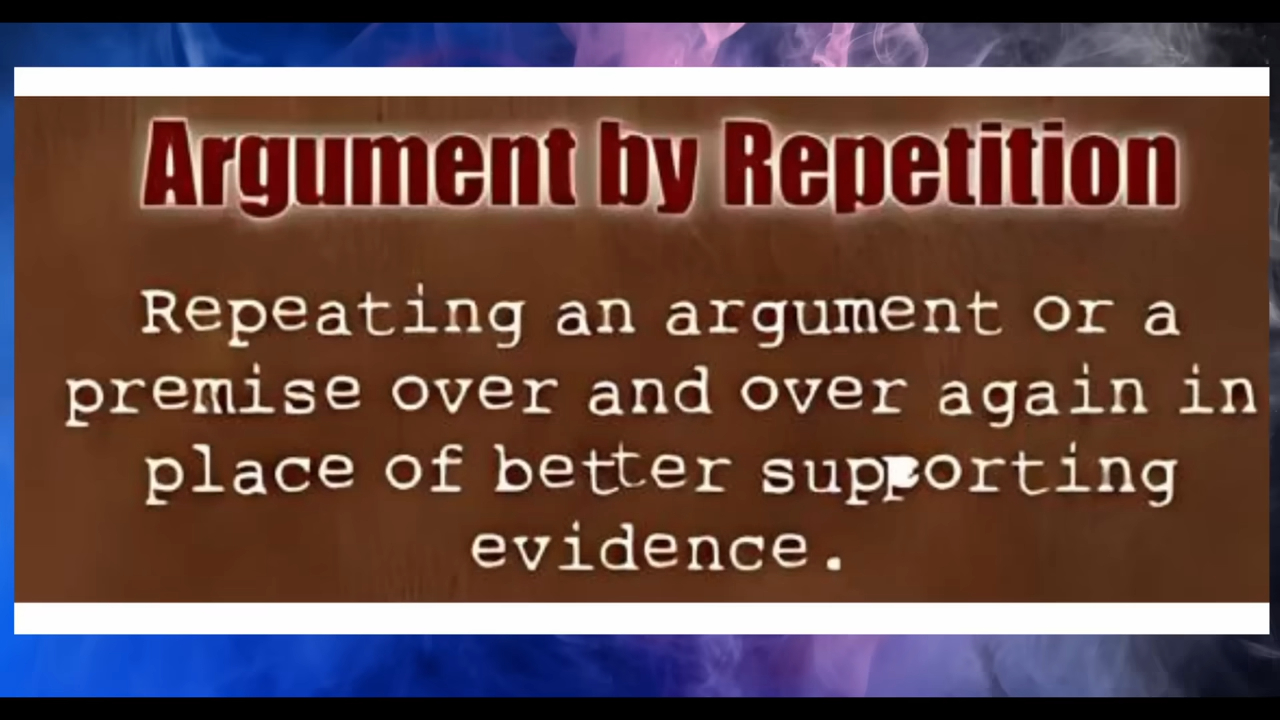 Argument by Repetition
Repeating an argument or a
premise over and over again in
place of better supporting
evidence.